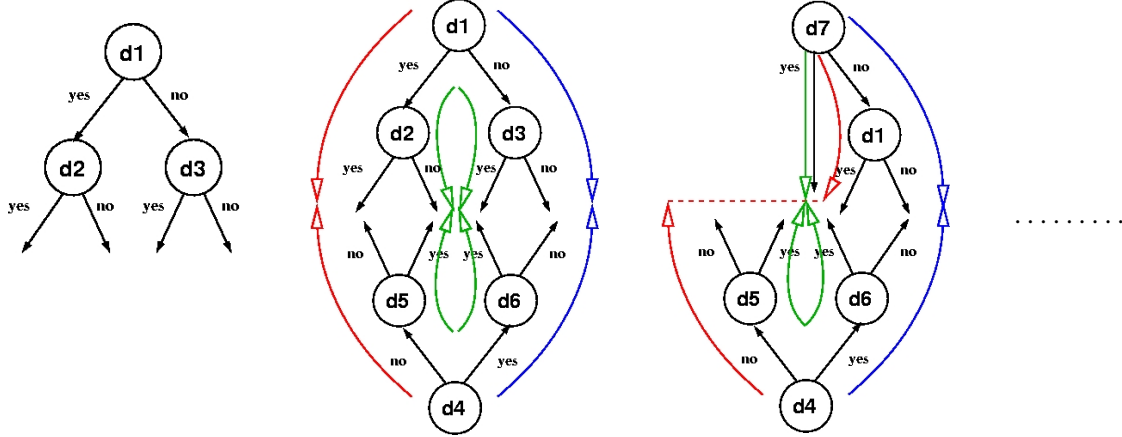 d1
yes
no
d2
d3
yes
no
yes
no
d1
yes
no
d2
d3
yes
no
yes
no
no
yes
yes
no
d5
d6
no
yes
d4
d7
yes
no
d1
yes
no
no
yes
yes
no
d5
d6
no
yes
d4
. . . . . . . . .